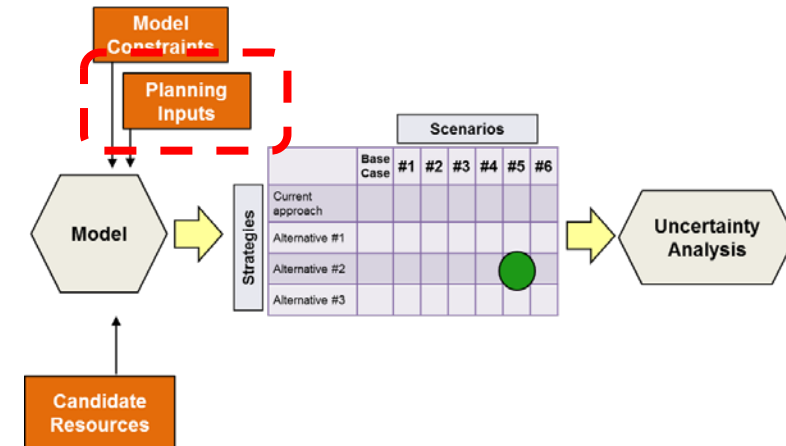 Model
Constraints
Planning
Inputs
Scenarios
Base
Case #1 #2 #3 #4 #5 #6
Strategies
Current
approach
Alternative #1
Alternative #2
Alternative #3
Model
Uncertainty
Analysis
Candidate
Resources